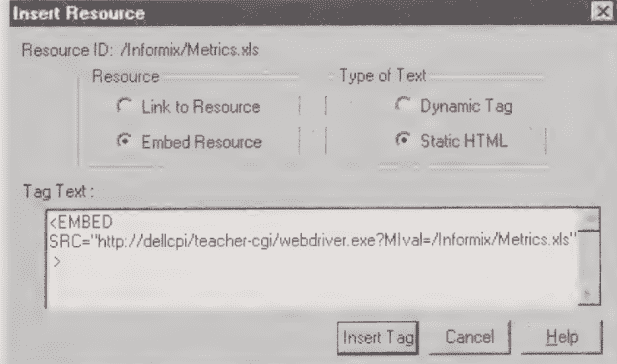 Insert Resource
Resource ID: /Informix/Metrics.xls
Resource Type of Text
Link to Resource Dynamic Tag
Embed Resource Static HTML
Tag Text :
<EMBED
SRC="http://dellcpi/teacher-cgi/webdriver.exe?MIval=/Informix/Metrics.xls"
>
Insert Tag Cancel Help